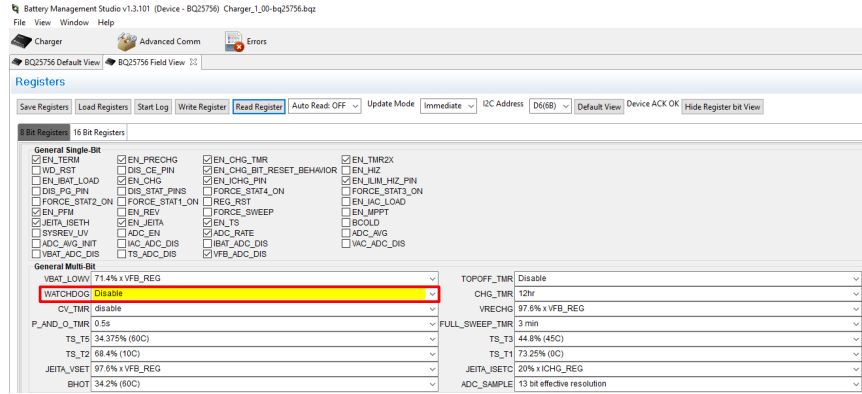 Battery Management Studio v1.3.101 (Device - BQ25756) Charger_1_00-bq25756.bqz
File View Window Help
Charger Advanced Comm Errors
BQ25756 Default View BQ25756 Field View
Registers
Save Registers Load Registers Start Log Write Register Read Register Auto Read: OFF Update Mode Immediate I2C Address D6(6B) Default View Device ACK OK Hide Register bit View
8 Bit Registers 16 Bit Registers
General Single-Bit
EN_TERM EN_PRECHG EN_CHG_TMR EN_TMR2X
WD_RST DIS_CE_PIN EN_CHG_BIT_RESET_BEHAVIOR EN_HIZ
EN_IBAT_LOAD EN_CHG EN_ICHG_PIN EN_ILIM_HIZ_PIN
DIS_PG_PIN DIS_STAT_PINS FORCE_STAT4_ON FORCE_STAT3_ON
FORCE_STAT2_ON FORCE_STAT1_ON REG_RST EN_IAC_LOAD
EN_PFM EN_REV FORCE_SWEEP EN_MPPT
JEITA_ISETH EN_JEITA EN_TS BCOLD
SYSREV_UV ADC_EN ADC_RATE ADC_AVG
ADC_AVG_INIT IAC_ADC_DIS IBAT_ADC_DIS VAC_ADC_DIS
VBAT_ADC_DIS TS_ADC_DIS VFB_ADC_DIS
General Multi-Bit
VBAT_LOWV 71.4% x VFB_REG TOPOFF_TMR Disable
WATCHDOG Disable CHG_TMR 12hr
CV_TMR disable VRECHG 97.6% x VFB_REG
P_AND_O_TMR 0.5s FULL_SWEEP_TMR 3 min
TS_T5 34.375% (60C) TS_T3 44.8% (45C)
TS_T2 68.4% (10C) TS_T1 73.25% (0C)
JEITA_VSET 97.6% x VFB_REG JEITA_ISETC 20% x ICHG_REG
BHOT 34.2% (60C) ADC_SAMPLE 13 bit effective resolution